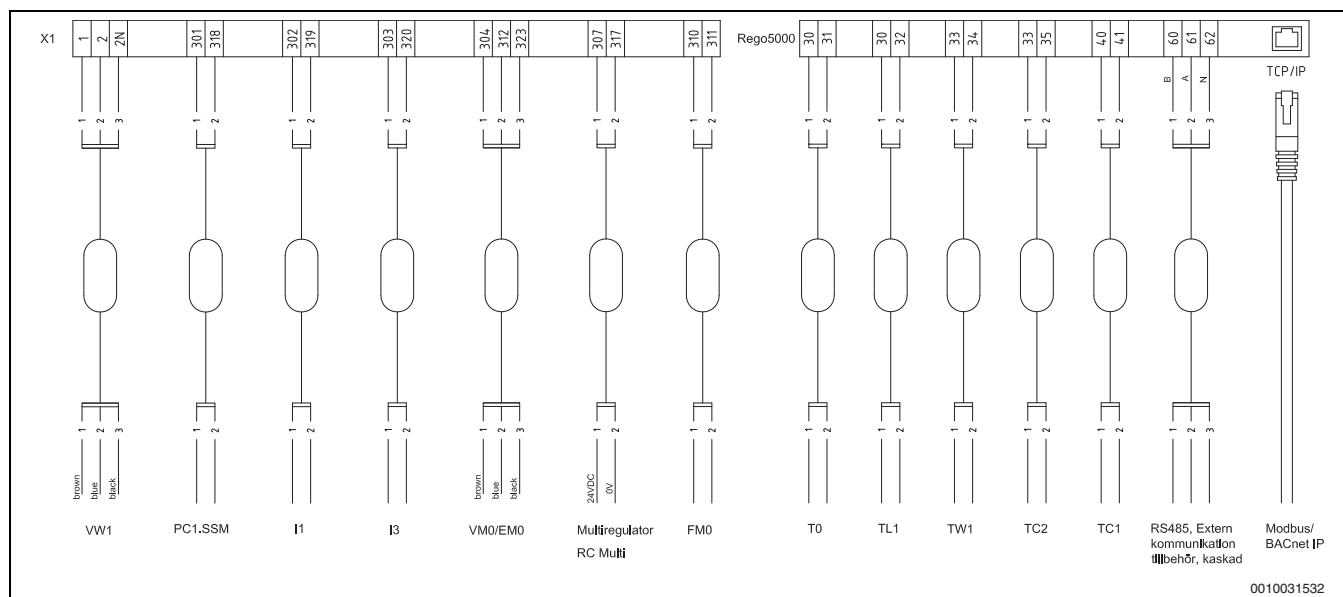 X1 1 2 2N 301 318 302 319 303 320 304 312 323 307 317 310 311 Rego5000 30 31 30 32 33 34 33 35 40 41 60 61 62
TCP/IP
B A N
1 2 3 1 2 1 2 1 2 1 2 3 1 2 1 2 1 2 1 2 1 2 1 2 1 2 1 2 3
1 2 3 1 2 1 2 1 2 1 2 3 1 2 1 2 1 2 1 2 1 2 1 2 1 2 1 2 3
brown blue black brown blue black 24VDC 0V
VW1 PC1.SSM I1 I3 VM0/EM0 Multiregulator FM0 T0 TL1 TW1 TC2 TC1 RS485, Extern Modbus/
RC Multi kommunikation BACnet IP
tillbehör, kaskad
0010031532